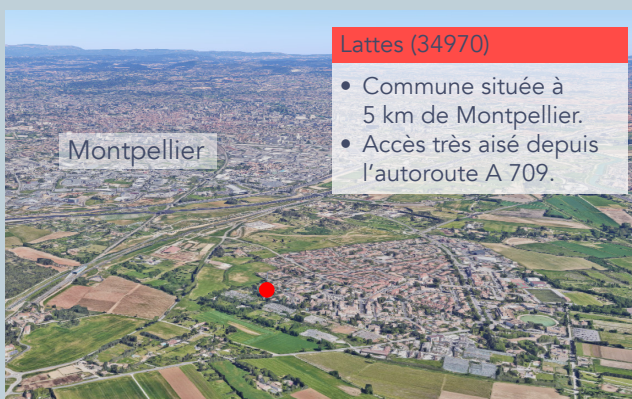 Lattes (34970)
• Commune située à
5 km de Montpellier.
• Accès très aisé depuis
l'autoroute A 709.
Montpellier